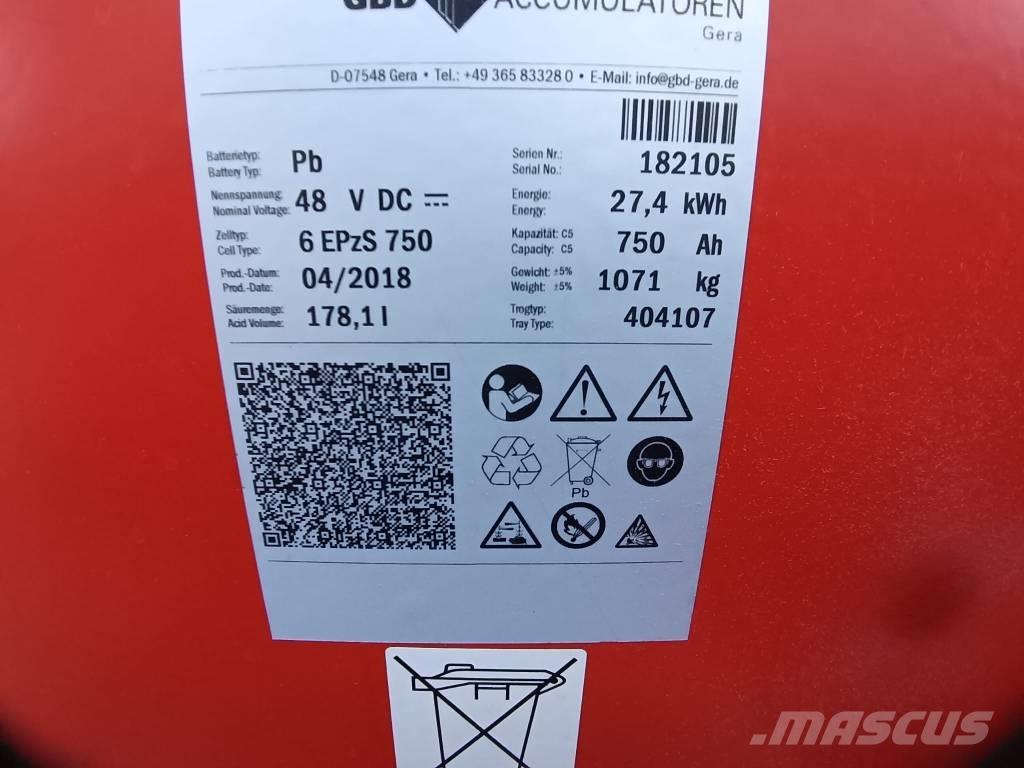 GBD ACCUMULATOREN
Gera
D-07548 Gera • Tel.: +49 365 83328 0 • E-Mail: info@gbd-gera.de
Batterietyp: Pb
Battery Typ:
Serien Nr.: 182105
Serial No.:
Nennspannung: 48 V DC
Nominal Voltage:
Energie: 27,4 kWh
Energy:
Zelltyp: 6 EPzS 750
Cell Type:
Kapazität: C5 750 Ah
Capacity: C5
Prod.-Datum: 04/2018
Prod.-Date:
Gewicht: ±5% 1071 kg
Weight: ±5%
Säuremenge: 178,1 l
Acid Volume:
Trogtyp: 404107
Tray Type:
Pb
.MASCUS